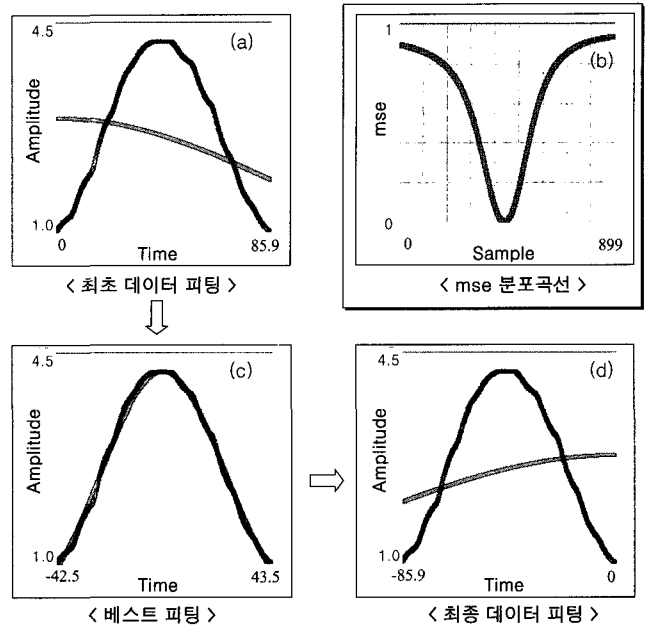 4.5
(a)
Amplitude
1.0
0
85.9
Time
< 최초 데이터 피팅 >
1
(b)
mse
0
0
899
Sample
< mse 분포곡선 >
4.5
(c)
Amplitude
1.0
-42.5
43.5
Time
< 베스트 피팅 >
4.5
(d)
Amplitude
1.0
-85.9
0
Time
< 최종 데이터 피팅 >